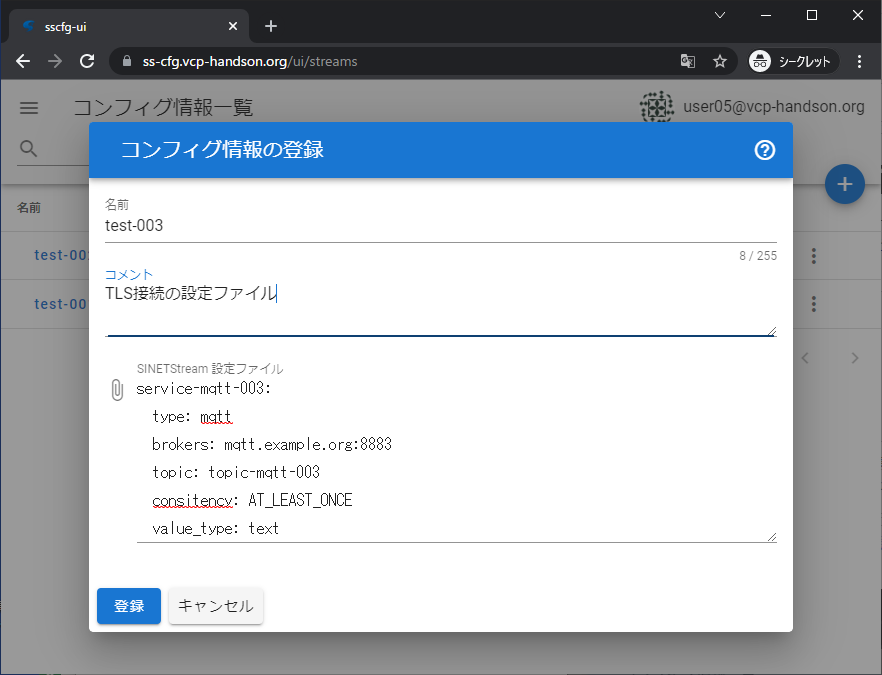 sscfg-ui
ss-cfg.vcp-handson.org/ui/streams
シークレット
コンフィグ情報一覧
user05@vcp-handson.org
コンフィグ情報の登録
名前
test-003
8 / 255
コメント
TLS接続の設定ファイル
SINETStream 設定ファイル
service-mqtt-003:
type: mqtt
brokers: mqtt.example.org:8883
topic: topic-mqtt-003
consitency: AT_LEAST_ONCE
value_type: text
登録
キャンセル
名前
test-00
test-00